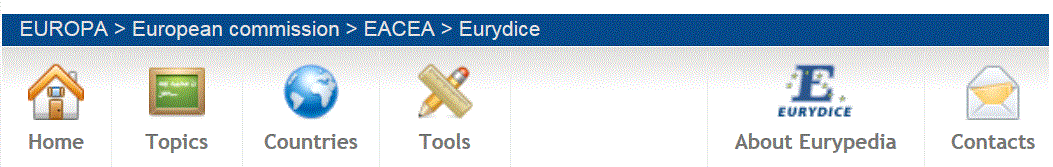 EUROPA > European commission > EACEA > Eurydice
EURYDICE
Home Topics Countries Tools About Eurypedia Contacts